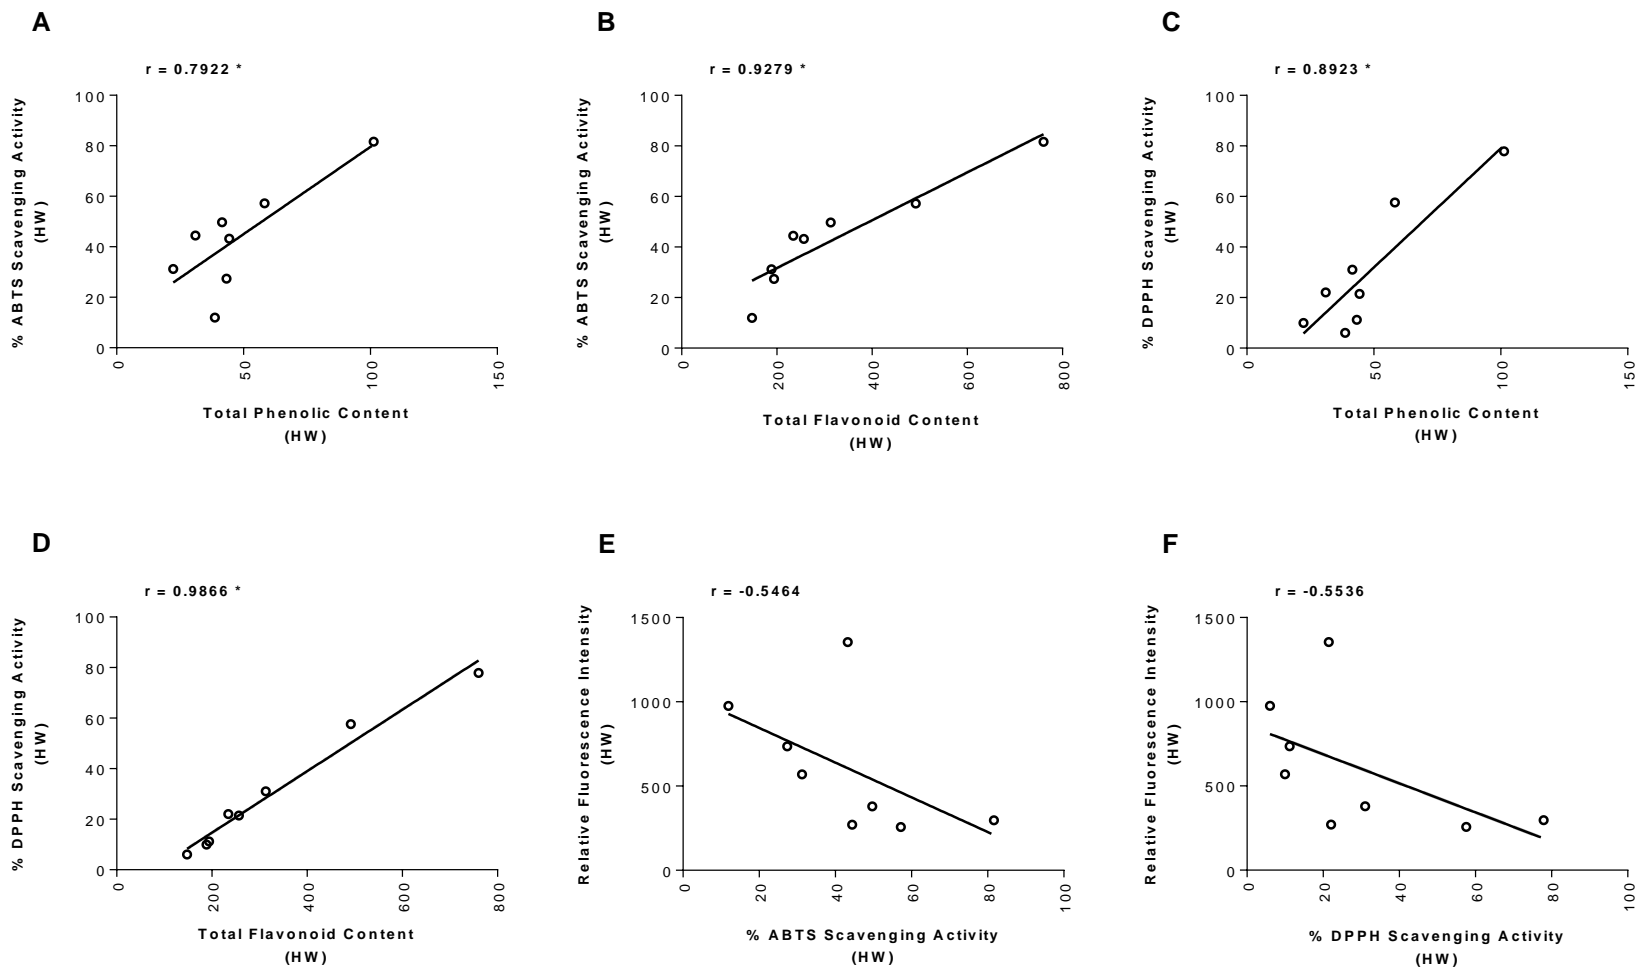 A
r = 0.7922 *
% ABTS Scavenging Activity
(HW)
100
80
60
40
20
0
0
50
100
150
Total Phenolic Content
(HW)
B
r = 0.9279 *
% ABTS Scavenging Activity
(HW)
100
80
60
40
20
0
0
200
400
600
800
Total Flavonoid Content
(HW)
C
r = 0.8923 *
% DPPH Scavenging Activity
(HW)
100
80
60
40
20
0
0
50
100
150
Total Phenolic Content
(HW)
D
r = 0.9866 *
% DPPH Scavenging Activity
(HW)
100
80
60
40
20
0
0
200
400
600
800
Total Flavonoid Content
(HW)
E
r = -0.5464
Relative Fluorescence Intensity
(HW)
1500
1000
500
0
0
20
40
60
80
100
% ABTS Scavenging Activity
(HW)
F
r = -0.5536
Relative Fluorescence Intensity
(HW)
1500
1000
500
0
0
20
40
60
80
100
% DPPH Scavenging Activity
(HW)